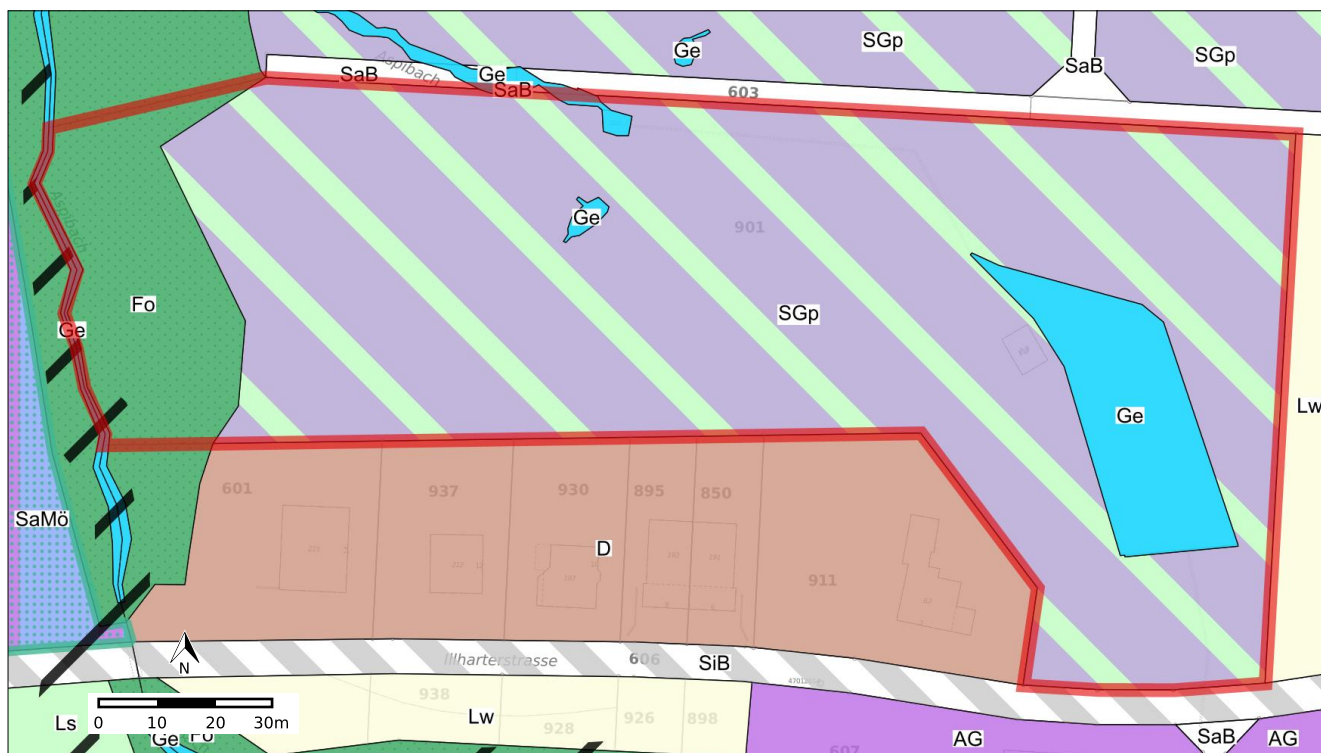 SGp
Ge
SGp
SaB
Asplbach
Ge
SaB
SaB
603
Ge
901
Asplbach
Fo
SGp
Ge
Ge
Lw
601
937
930
895
850
SaMö
D
911
N
Illharterstrasse
606
SiB
938
0 10 20 30m
Lw
926
898
Ls
928
Ge
Fo
607
AG
SaB
AG